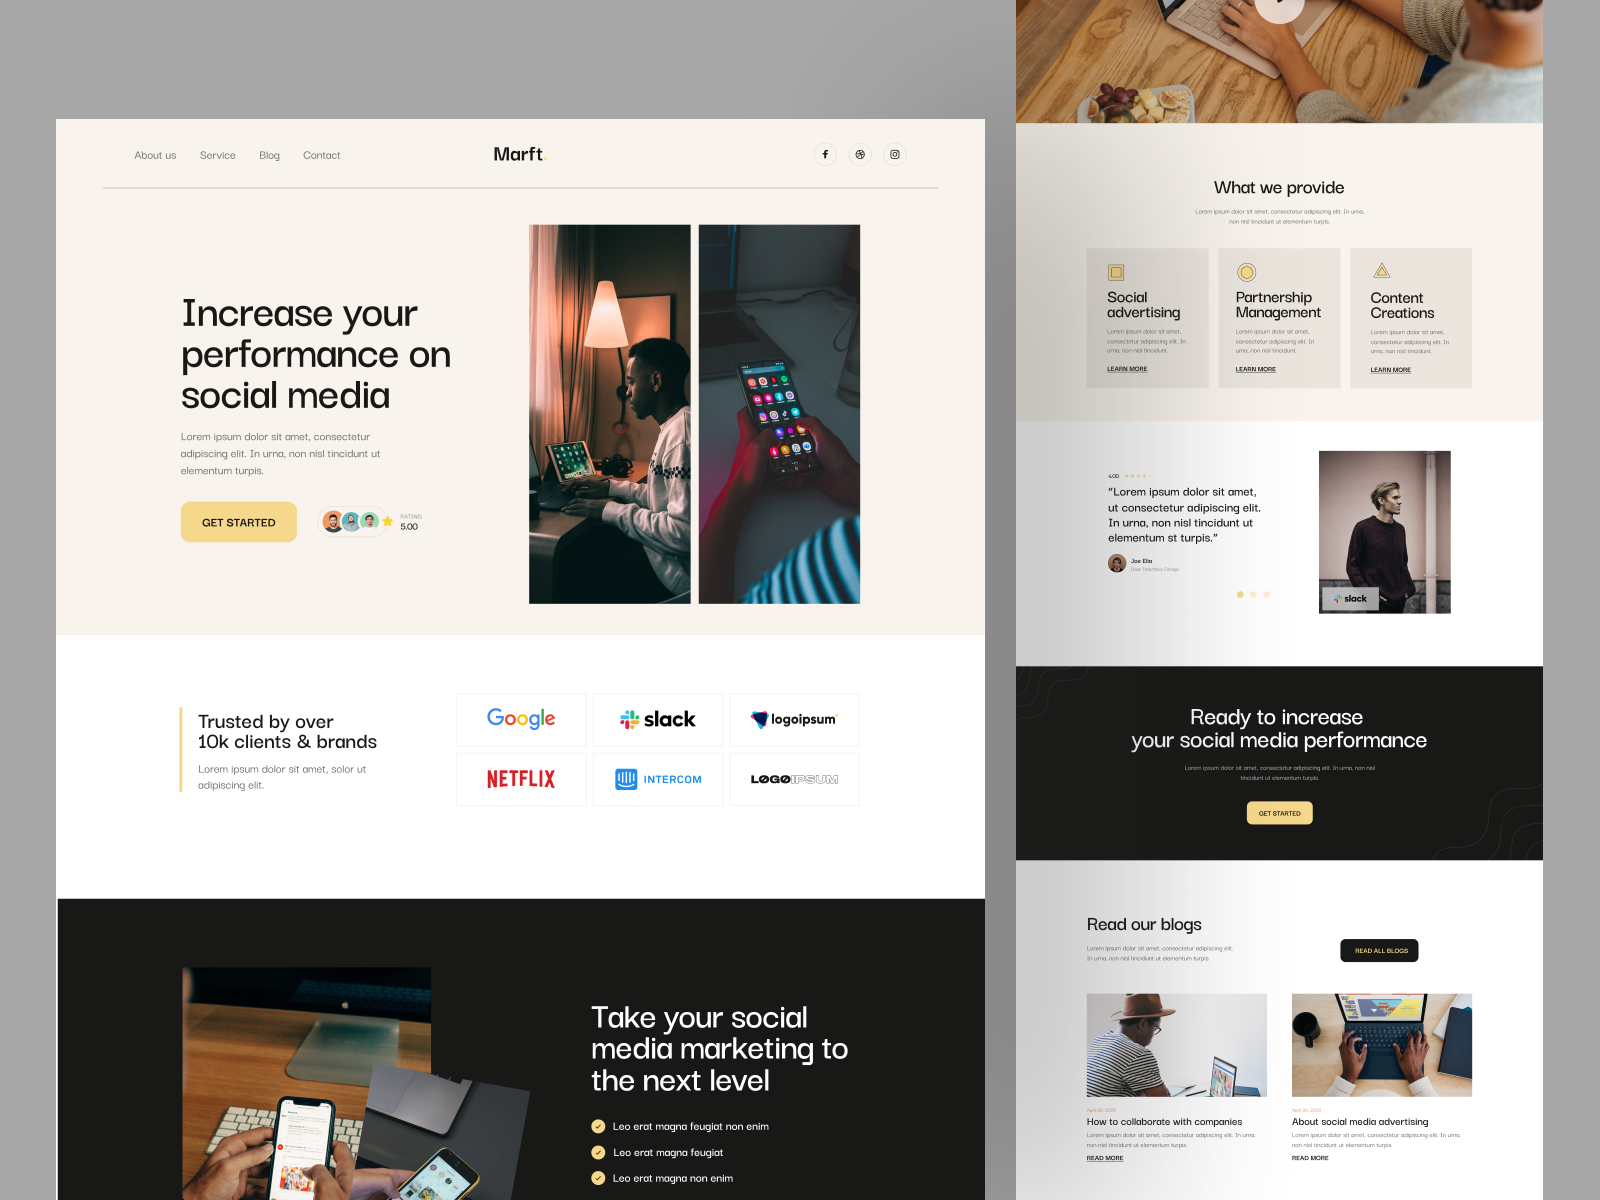 About us
Service
Blog
Contact
Marft.
Increase your
performance on
social media
Lorem ipsum dolor sit amet, consectetur
adipiscing elit. In urna, non nisl tincidunt ut
elementum turpis.
GET STARTED
RATING
5.00
Trusted by over
10k clients & brands
Lorem ipsum dolor sit amet, solor ut
adipiscing elit.
Google
slack
logoipsum
NETFLIX
INTERCOM
LOGOIPSUM
Take your social
media marketing to
the next level
Leo erat magna feugiat non enim
Leo erat magna feugiat
Leo erat magna non enim
What we provide
Lorem ipsum dolor sit amet, consectetur adipiscing elit. In urna,
non nisl tincidunt ut elementum turpis.
Social
advertising
Lorem ipsum dolor sit amet,
consectetur adipiscing elit. In
urna, non nisl tincidunt.
LEARN MORE
Partnership
Management
Lorem ipsum dolor sit amet,
consectetur adipiscing elit. In
urna, non nisl tincidunt.
LEARN MORE
Content
Creations
Lorem ipsum dolor sit amet,
consectetur adipiscing elit. In
urna, non nisl tincidunt.
LEARN MORE
4.00
“Lorem ipsum dolor sit amet,
ut consectetur adipiscing elit.
In urna, non nisl tincidunt ut
elementum st turpis.”
Joe Elia
User Interface Design
slack
Ready to increase
your social media performance
Lorem ipsum dolor sit amet, consectetur adipiscing elit. In urna, non nisl
tincidunt ut elementum turpis.
GET STARTED
Read our blogs
Lorem ipsum dolor sit amet, consectetur adipiscing elit.
In urna, non nisl tincidunt ut elementum turpis.
READ ALL BLOGS
April 20, 2020
How to collaborate with companies
Lorem ipsum dolor sit amet, consectetur adipiscing elit. In urna,
non nisl tincidunt ut elementum turpis.
READ MORE
April 20, 2020
About social media advertising
Lorem ipsum dolor sit amet, consectetur adipiscing elit. In urna,
non nisl tincidunt ut elementum turpis.
READ MORE